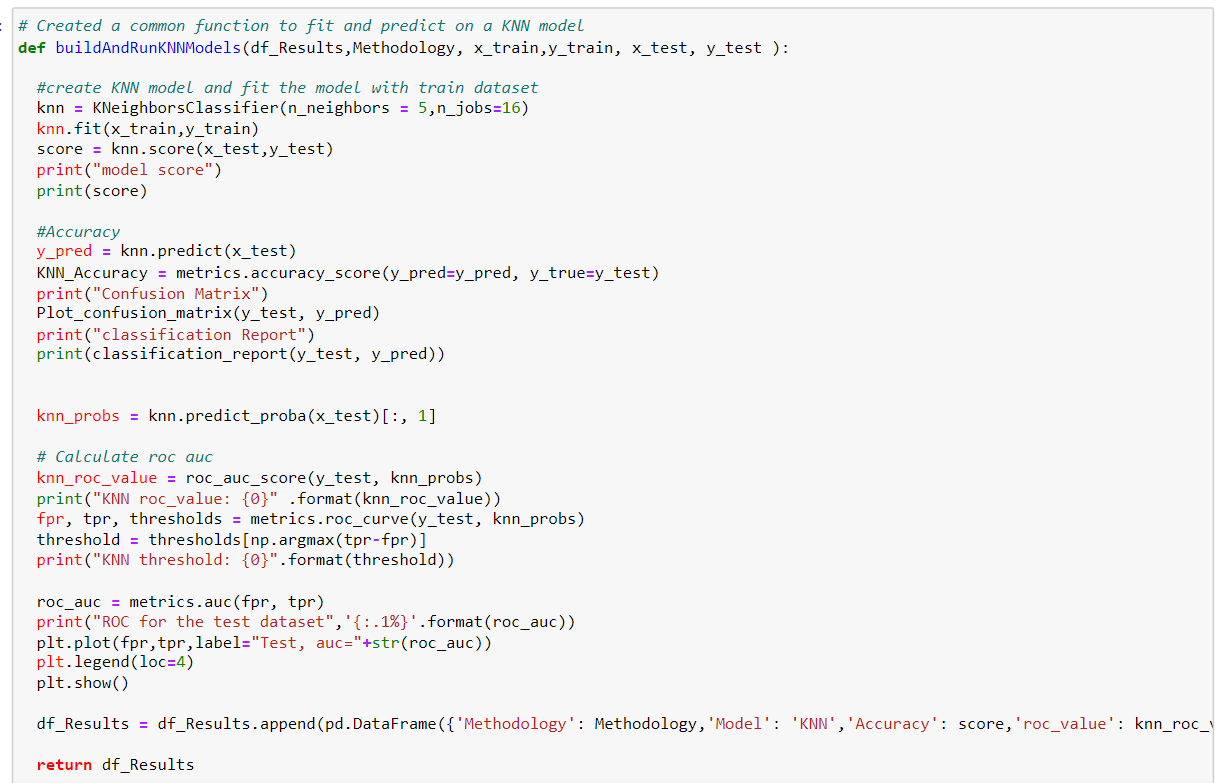 # Created a common function to fit and predict on a KNN model
def buildAndRunKNNModels(df_Results,Methodology, x_train,y_train, x_test, y_test ):
#create KNN model and fit the model with train dataset
knn = KNeighborsClassifier(n_neighbors = 5,n_jobs=16)
knn.fit(x_train,y_train)
score = knn.score(x_test,y_test)
print("model score")
print(score)
#Accuracy
y_pred = knn.predict(x_test)
KNN_Accuracy = metrics.accuracy_score(y_pred=y_pred, y_true=y_test)
print("Confusion Matrix")
Plot_confusion_matrix(y_test, y_pred)
print("classification Report")
print(classification_report(y_test, y_pred))
knn_probs = knn.predict_proba(x_test)[:, 1]
# Calculate roc auc
knn_roc_value = roc_auc_score(y_test, knn_probs)
print("KNN roc_value: {0}" .format(knn_roc_value))
fpr, tpr, thresholds = metrics.roc_curve(y_test, knn_probs)
threshold = thresholds[np.argmax(tpr-fpr)]
print("KNN threshold: {0}".format(threshold))
roc_auc = metrics.auc(fpr, tpr)
print("ROC for the test dataset",'{:.1%}'.format(roc_auc))
plt.plot(fpr,tpr,label="Test, auc="+str(roc_auc))
plt.legend(loc=4)
plt.show()
df_Results = df_Results.append(pd.DataFrame({'Methodology': Methodology,'Model': 'KNN','Accuracy': score,'roc_value': knn_roc_
return df_Results